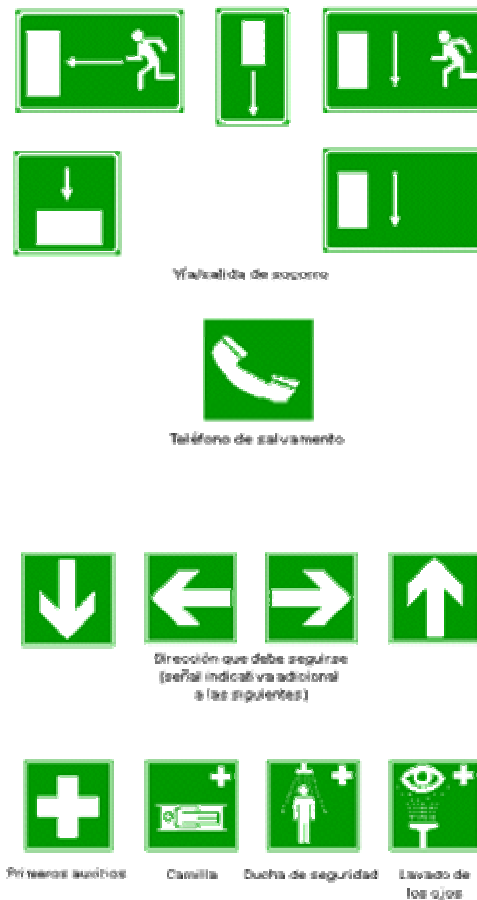 Vía/salida de socorro
Teléfono de salvamento
Dirección que debe seguirse
(señal indicativa adicional
a las siguientes)
Primeros auxilios
Camilla
Ducha de seguridad
Lavado de
los ojos